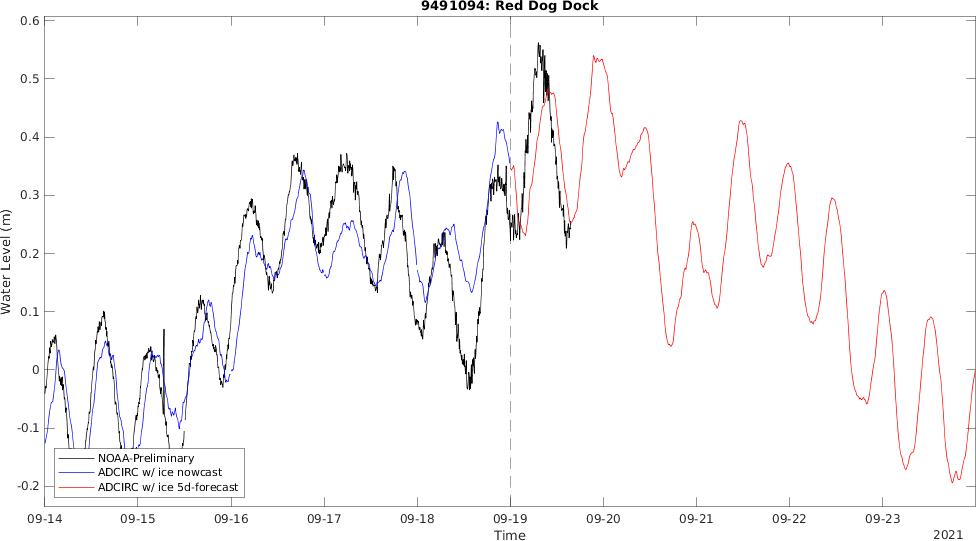 9491094: Red Dog Dock
0.6
0.5
0.4
0.3
0.2
0.1
0
-0.1
-0.2
Water Level (m)
NOAA-Preliminary
ADCIRC w/ ice nowcast
ADCIRC w/ ice 5d-forecast
09-14 09-15 09-16 09-17 09-18 09-19 09-20 09-21 09-22 09-23
Time
2021